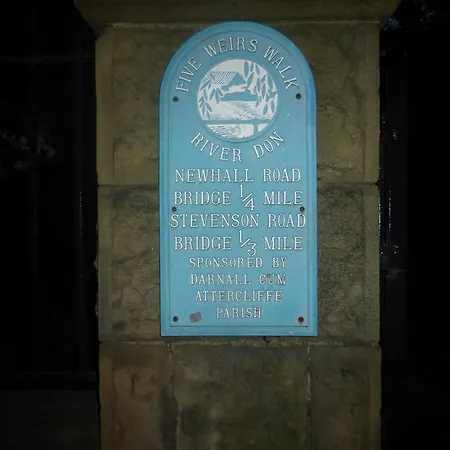 FIVE WEIRS WALK
RIVER DON
NEWHALL ROAD
BRIDGE 1/4 MILE
STEVENSON ROAD
BRIDGE 1/3 MILE
SPONSORED BY
DARNALL CUM
ATTERCLIFFE
PARISH